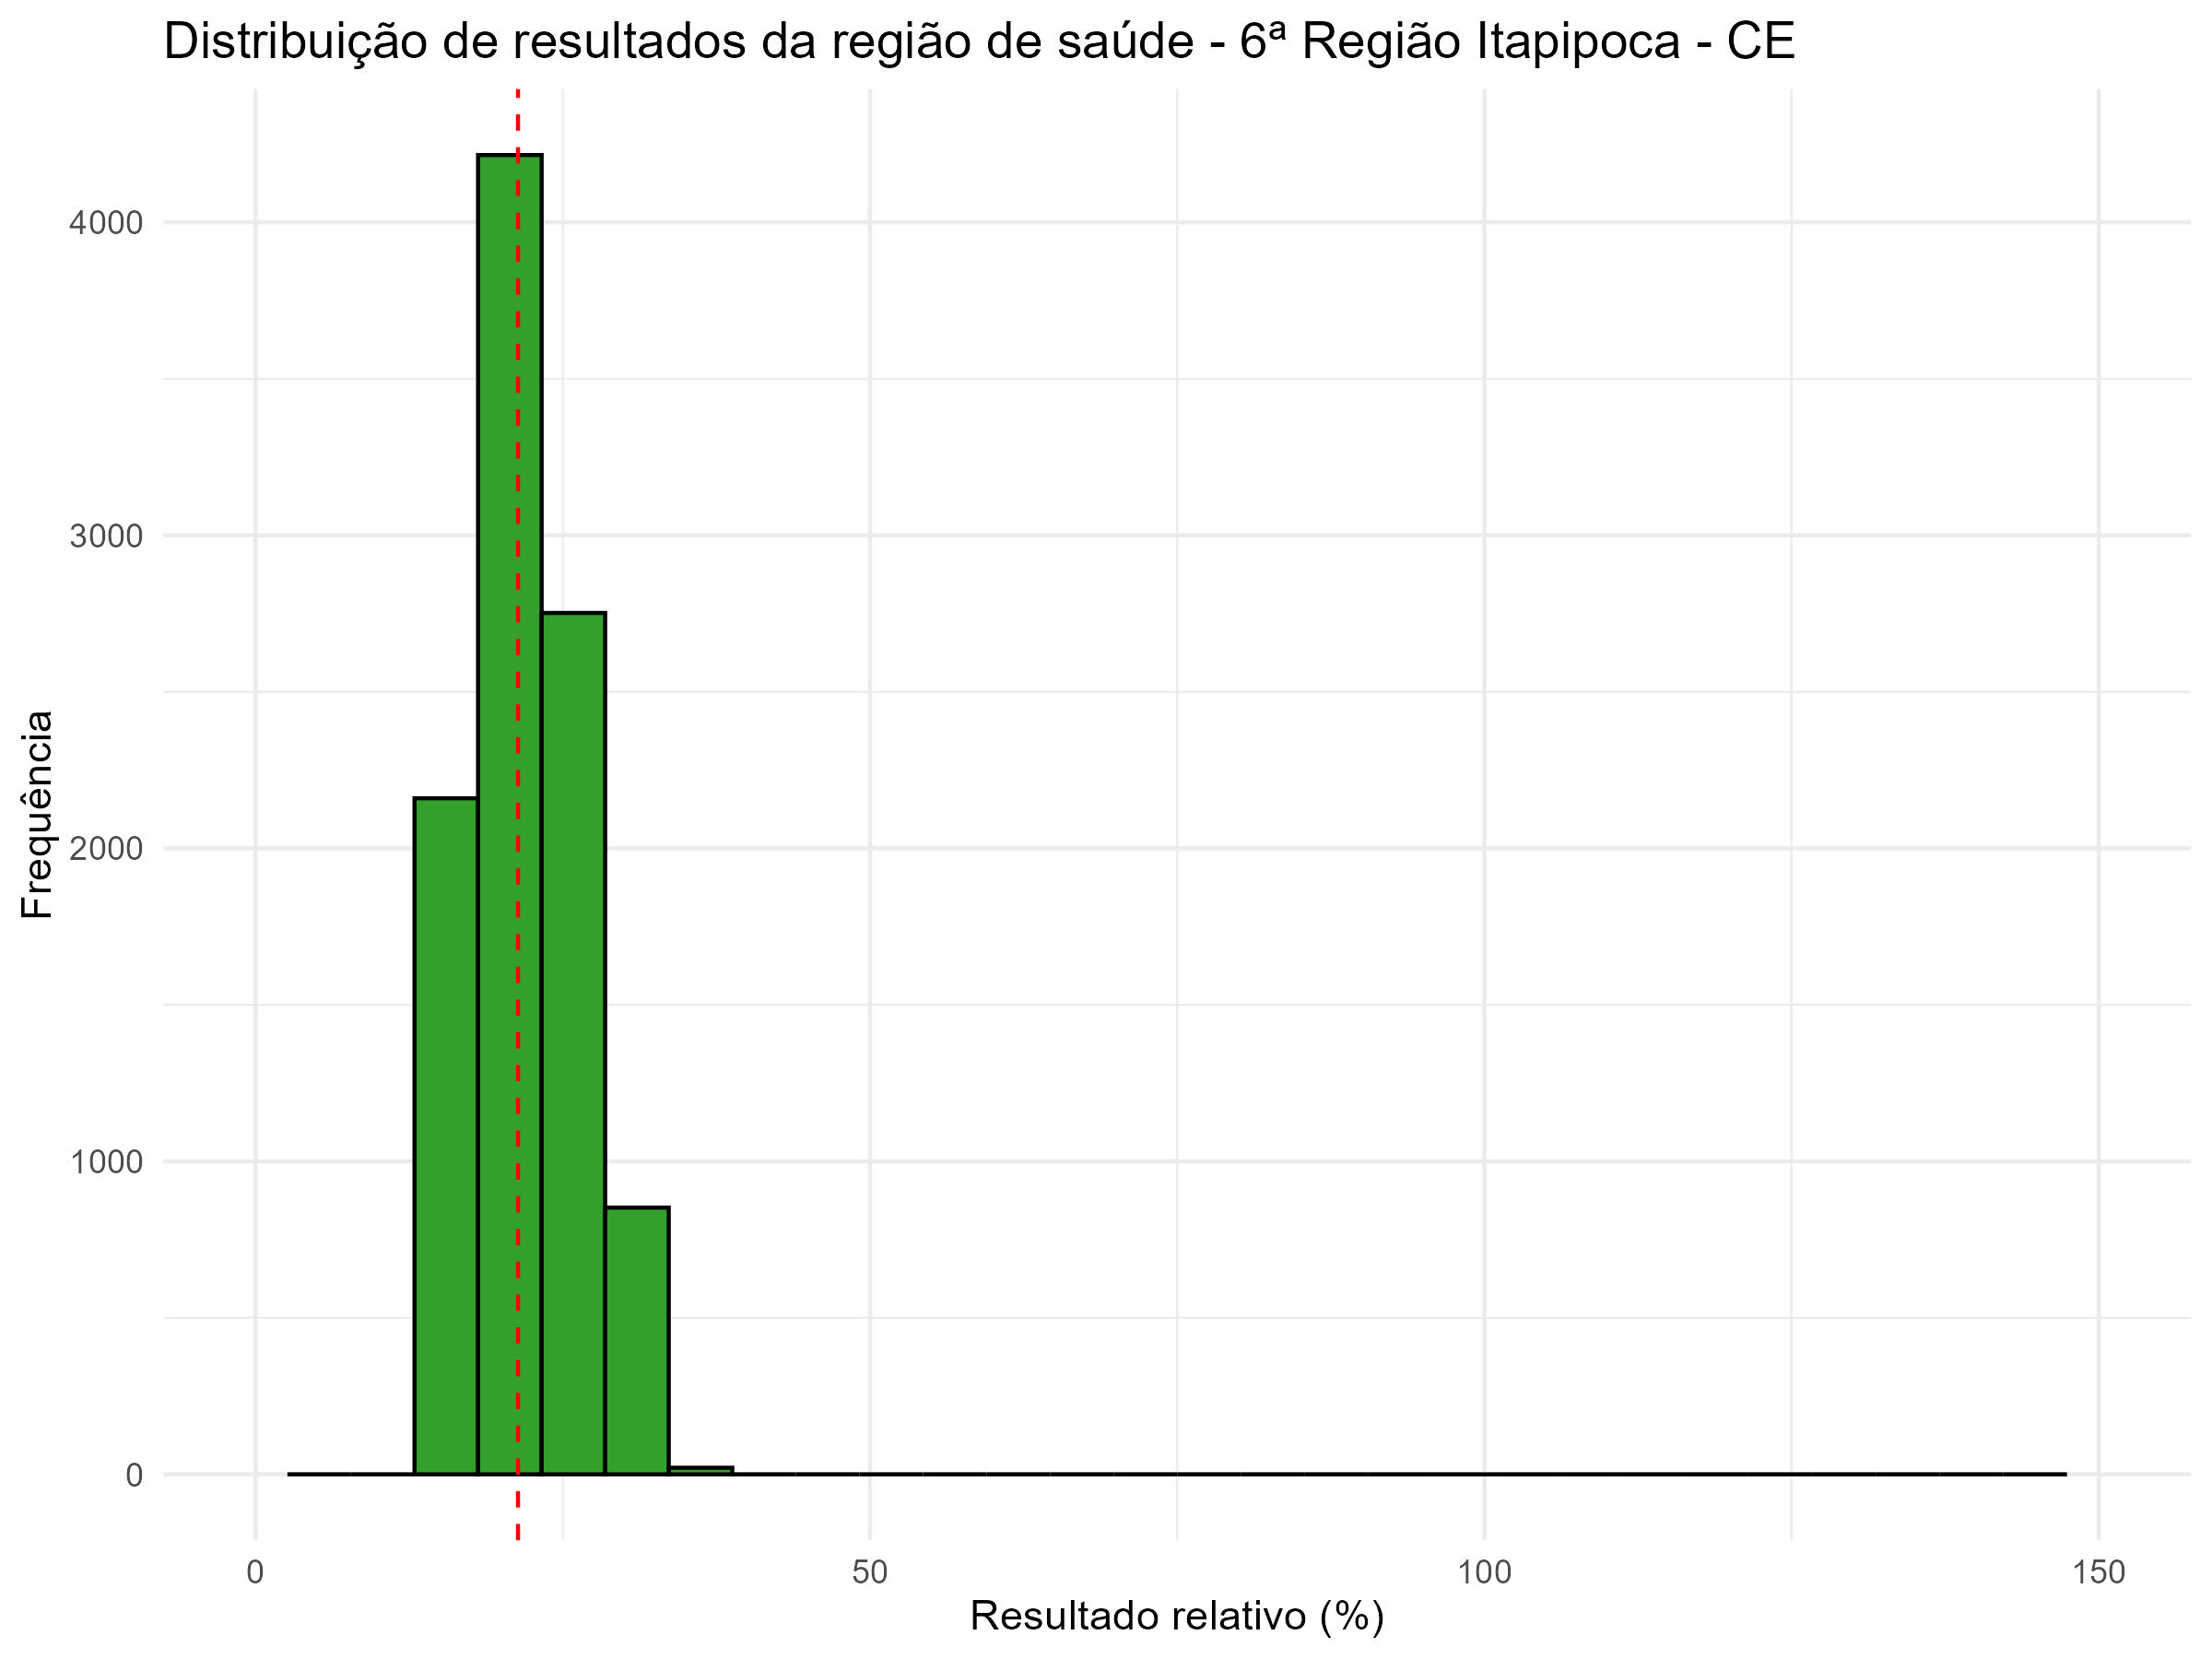 Distribuição de resultados da região de saúde - 6ª Região Itapipoca - CE
Frequência
4000
3000
2000
1000
0
0 50 100 150
Resultado relativo (%)